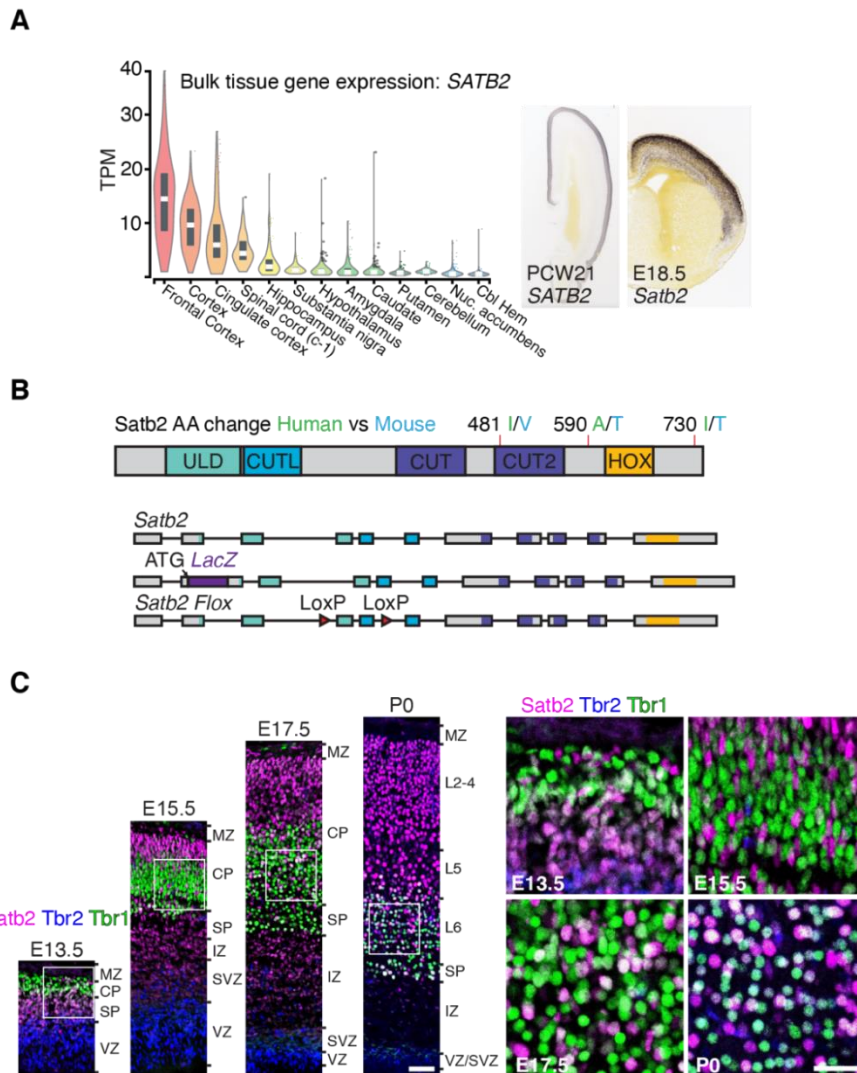 A
Bulk tissue gene expression: SATB2
40
30
20
10
TPM
Frontal Cortex
Cortex
Cingulate cortex
Spinal cord (c-1)
Hippocampus
Substantia nigra
Hypothalamus
Amygdala
Caudate
Putamen
Cerebellum
Nuc. accumbens
Cbl Hem
PCW21
SATB2
E18.5
Satb2
B
Satb2 AA change Human vs Mouse 481 I/V 590 A/T 730 I/T
ULD CUTL CUT CUT2 HOX
Satb2
ATG LacZ
Satb2 Flox LoxP LoxP
C
atb2 Tbr2 Tbr1
E13.5
MZ
CP
SP
VZ
E15.5
MZ
CP
SP
IZ
SVZ
VZ
E17.5
MZ
CP
SP
IZ
SVZ
VZ
P0
MZ
L2-4
L5
L6
SP
IZ
VZ/SVZ
Satb2 Tbr2 Tbr1
E13.5
E15.5
E17.5
P0